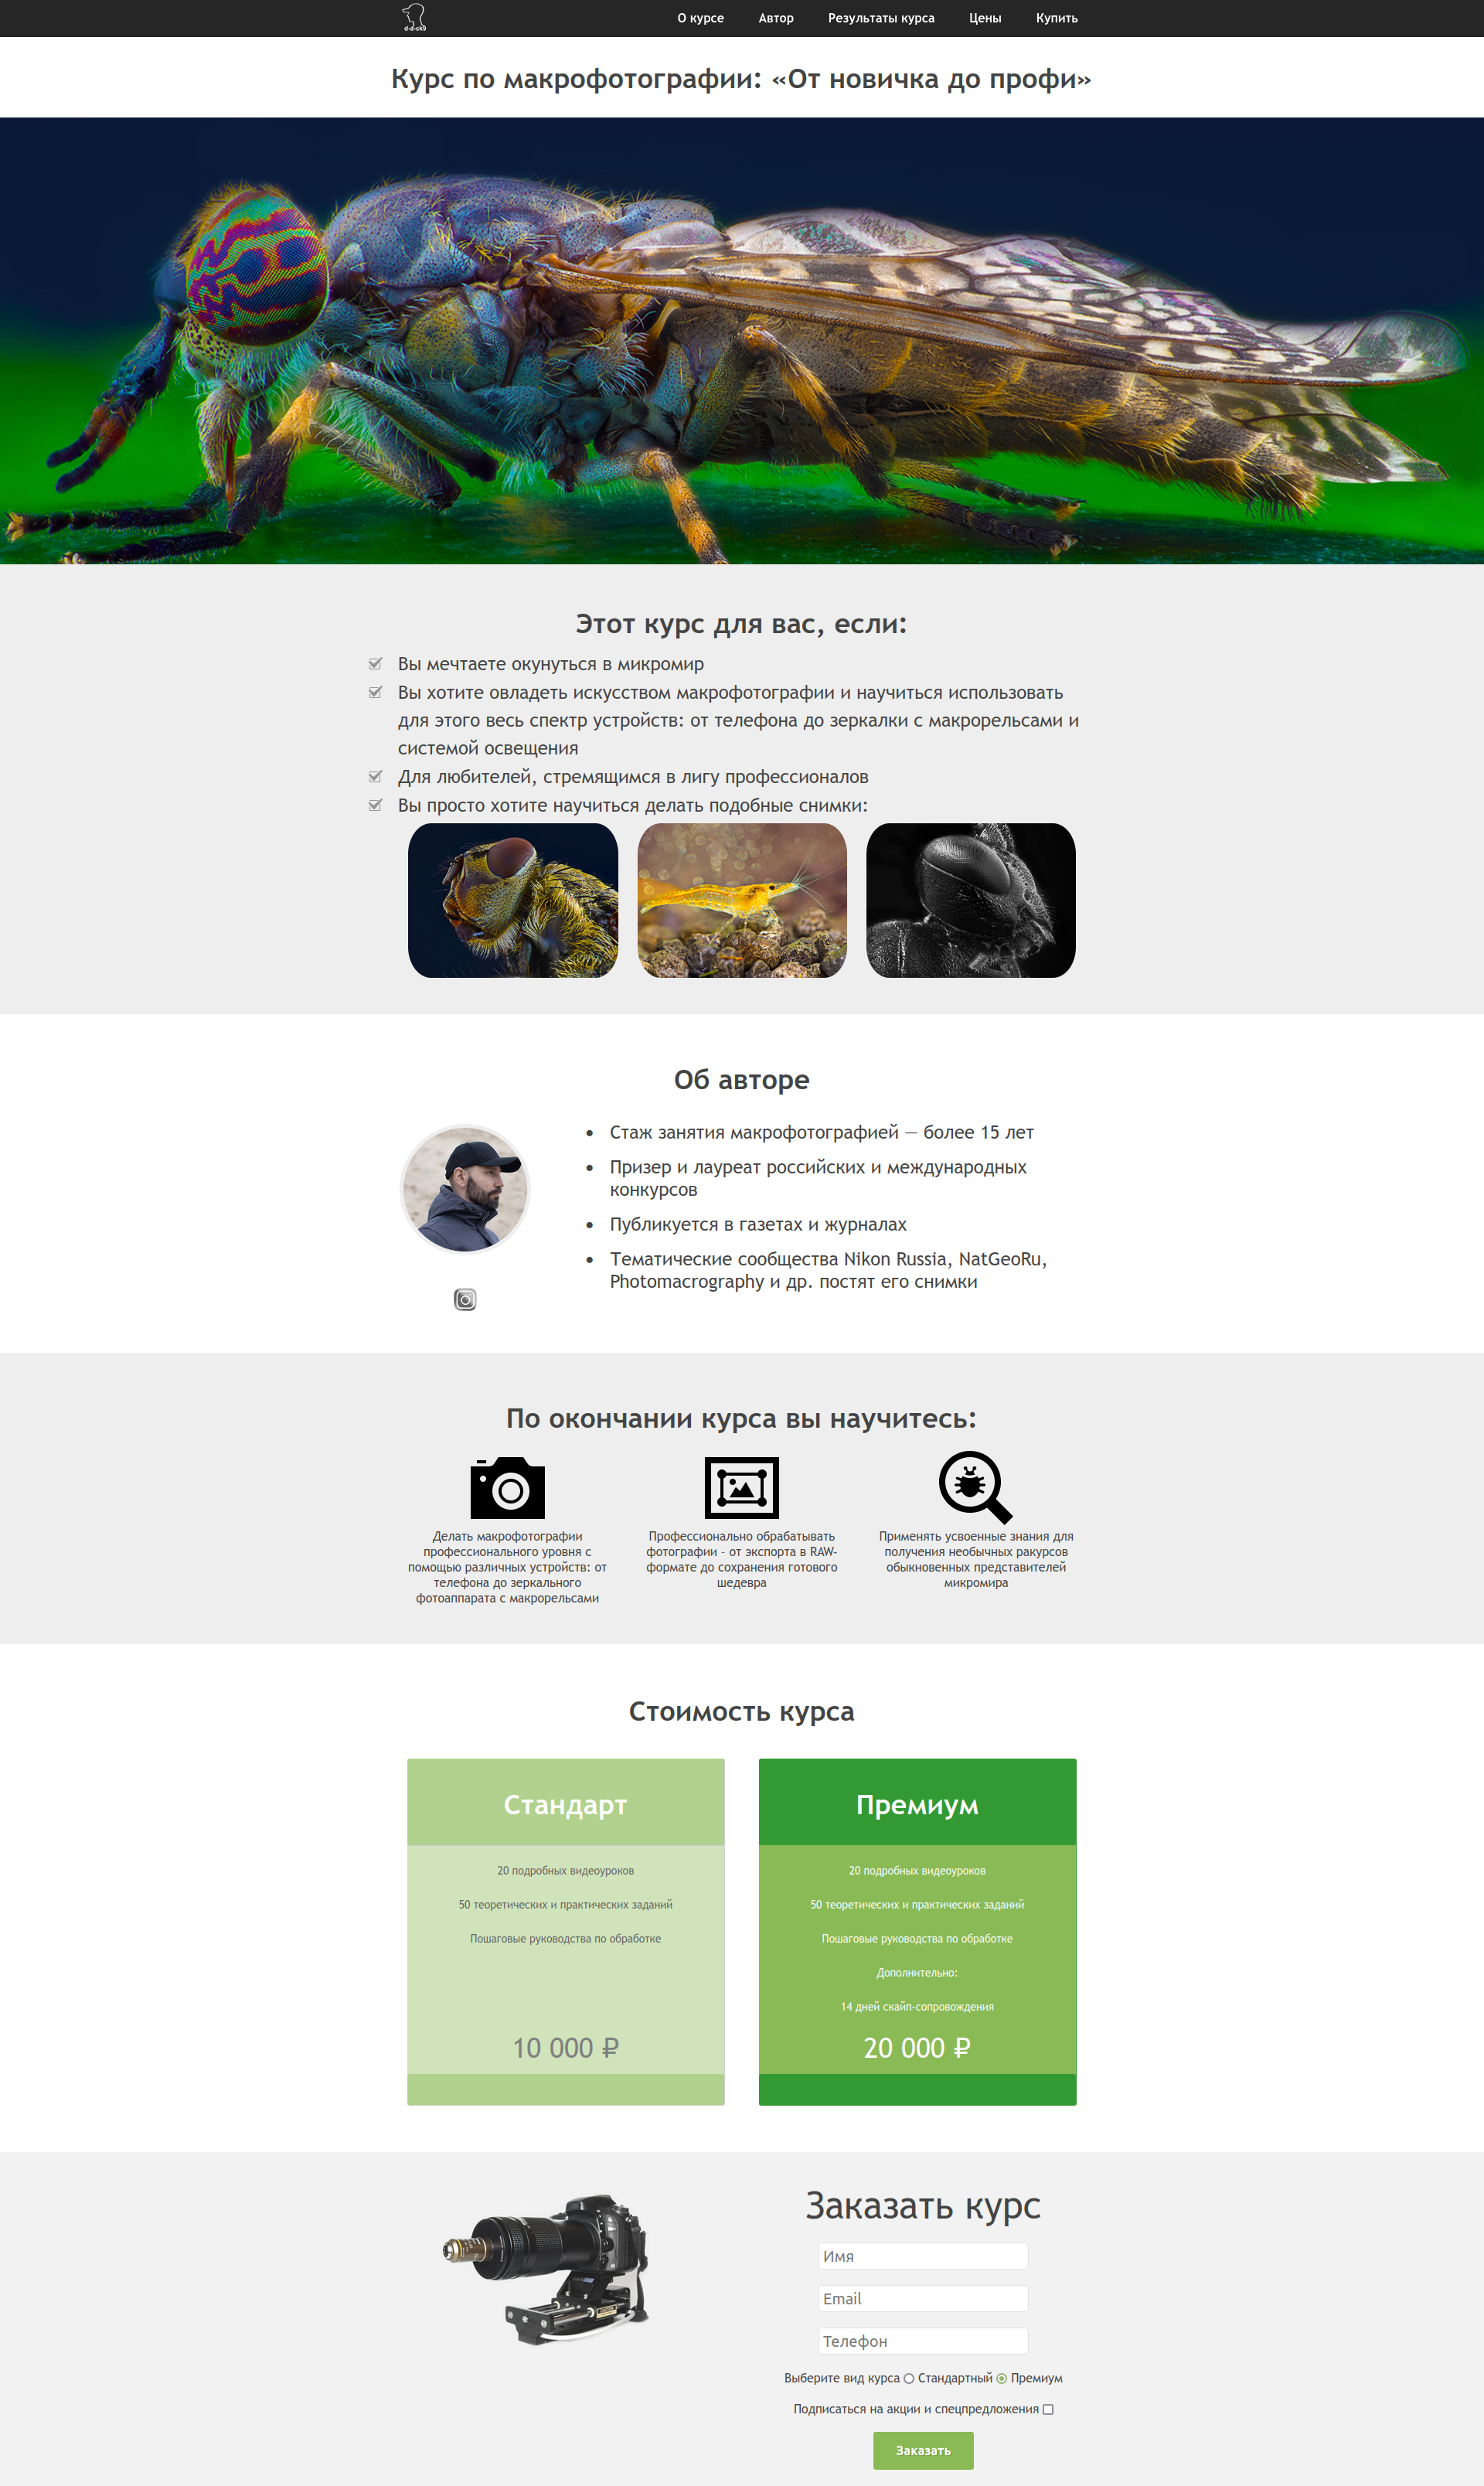 d-d-ck9
О курсе Автор Результаты курса Цены Купить
Курс по макрофотографии: «От новичка до профи»
Этот курс для вас, если:
Вы мечтаете окунуться в микромир
Вы хотите овладеть искусством макрофотографии и научиться использовать
для этого весь спектр устройств: от телефона до зеркалки с макрорельсами и
системой освещения
Для любителей, стремящимся в лигу профессионалов
Вы просто хотите научиться делать подобные снимки:
Об авторе
Стаж занятия макрофотографией — более 15 лет
Призер и лауреат российских и международных
конкурсов
Публикуется в газетах и журналах
Тематические сообщества Nikon Russia, NatGeoRu,
Photomacrography и др. постят его снимки
По окончании курса вы научитесь:
Делать макрофотографии
профессионального уровня с
помощью различных устройств: от
телефона до зеркального
фотоаппарата с макрорельсами
Профессионально обрабатывать
фотографии - от экспорта в RAW-
формате до сохранения готового
шедевра
Применять усвоенные знания для
получения необычных ракурсов
обыкновенных представителей
микромира
Стоимость курса
Стандарт
20 подробных видеоуроков
50 теоретических и практических заданий
Пошаговые руководства по обработке
10 000 ₽
Премиум
20 подробных видеоуроков
50 теоретических и практических заданий
Пошаговые руководства по обработке
Дополнительно:
14 дней скайп-сопровождения
20 000 ₽
Заказать курс
Имя
Email
Телефон
Выберите вид курса Стандартный Премиум
Подписаться на акции и спецпредложения
Заказать